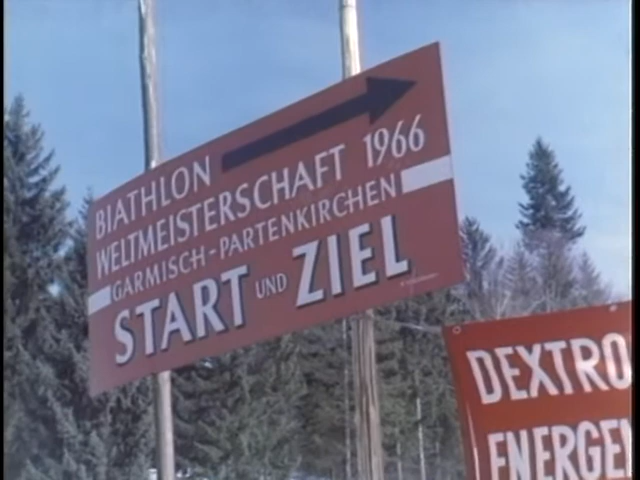 BIATHLON
WELTMEISTERSCHAFT 1966
GARMISCH-PARTENKIRCHEN
START UND ZIEL
DEXTRO
ENERGEN